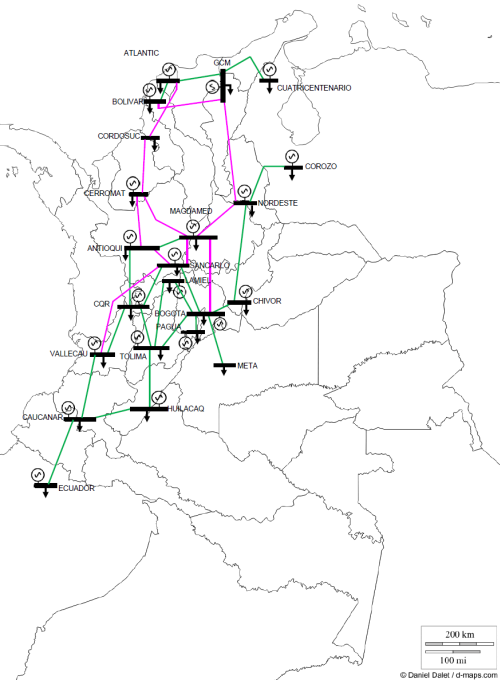 ATLANTIC
GCM
CUATRICENTENARIO
BOLIVAR
CORDOSUC
COROZO
CERROMAT
NORDESTE
MAGDAMED
ANTIOQUI
SANCARLO
LAMIEL
CQR
CHIVOR
BOGOTA
PAGUA
VALLECAU
TOLIMA
META
HUILACAQ
CAUCANAR
ECUADOR
200 km
100 mi
© Daniel Dalet / d-maps.com